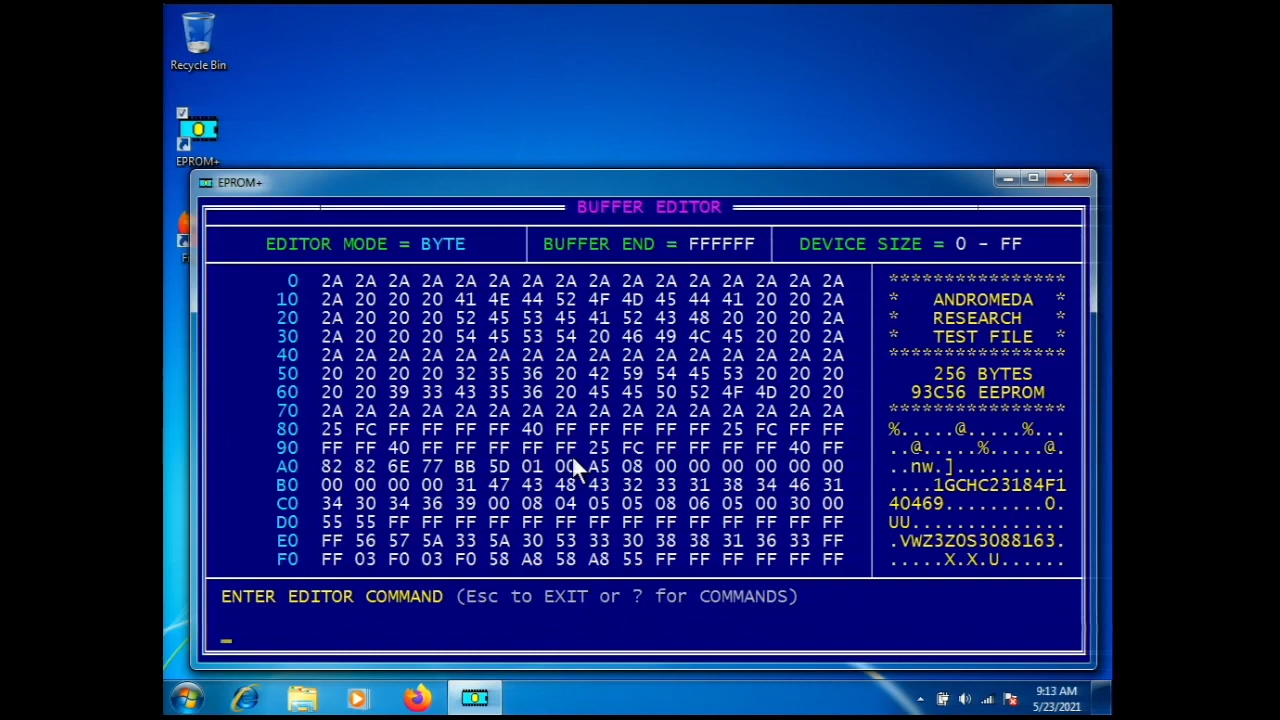 Recycle Bin
EPROM+
EPROM+
BUFFER EDITOR
EDITOR MODE = BYTE BUFFER END = FFFFFF DEVICE SIZE = 0 - FF
0 2A 2A 2A 2A 2A 2A 2A 2A 2A 2A 2A 2A 2A 2A 2A 2A ****************
10 2A 20 20 20 41 4E 44 52 4F 4D 45 44 41 20 20 2A * ANDROMEDA *
20 2A 20 20 20 52 45 53 45 41 52 43 48 20 20 20 2A * RESEARCH *
30 2A 20 20 20 54 45 53 54 20 46 49 4C 45 20 20 2A * TEST FILE *
40 2A 2A 2A 2A 2A 2A 2A 2A 2A 2A 2A 2A 2A 2A 2A 2A ****************
50 20 20 20 20 32 35 36 20 42 59 54 45 53 20 20 20 256 BYTES
60 20 20 39 33 43 35 36 20 45 45 50 52 4F 4D 20 20 93C56 EEPROM
70 2A 2A 2A 2A 2A 2A 2A 2A 2A 2A 2A 2A 2A 2A 2A 2A ****************
80 25 FC FF FF FF FF 40 FF FF FF FF FF 25 FC FF FF %.....@.....%...
90 FF FF 40 FF FF FF FF FF 25 FC FF FF FF FF 40 FF ..@.....%.....@.
A0 82 82 6E 77 BB 5D 01 00 A5 08 00 00 00 00 00 00 ..nw.]..........
B0 00 00 00 00 31 47 43 48 43 32 33 31 38 34 46 31 ....1GCHC23184F1
C0 34 30 34 36 39 00 08 04 05 05 08 06 05 00 30 00 40469.........0.
D0 55 55 FF FF FF FF FF FF FF FF FF FF FF FF FF FF UU..............
E0 FF 56 57 5A 33 5A 30 53 33 30 38 38 31 36 33 FF .VWZ3Z0S3088163.
F0 FF 03 F0 03 F0 58 A8 58 A8 55 FF FF FF FF FF FF .....X.X.U......
ENTER EDITOR COMMAND (Esc to EXIT or ? for COMMANDS)
9:13 AM
5/23/2021